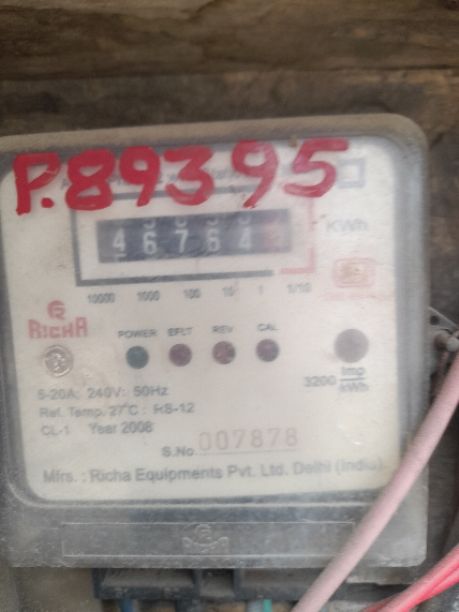 P.89395
46764
KWh
10000 1000 100 10 1 1/10
RICHA
POWER EFLT REV CAL
5-20A: 240V: 50Hz
3200 Imp/kWh
Ref. Temp. 27°C : RS-12
CL-1 Year 2008
S.No 007878
Mfrs. : Richa Equipments Pvt. Ltd. Delhi (India)